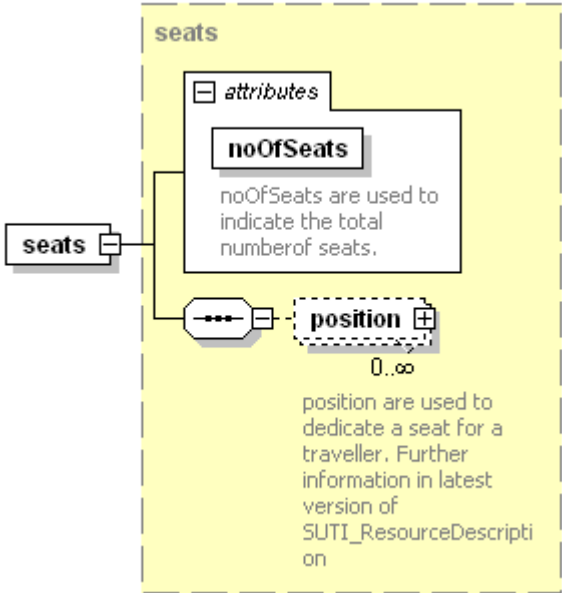 seats
attributes
noOfSeats
noOfSeats are used to
indicate the total
numberof seats.
seats
position
0..∞
position are used to
dedicate a seat for a
traveller. Further
information in latest
version of
SUTI_ResourceDescripti
on